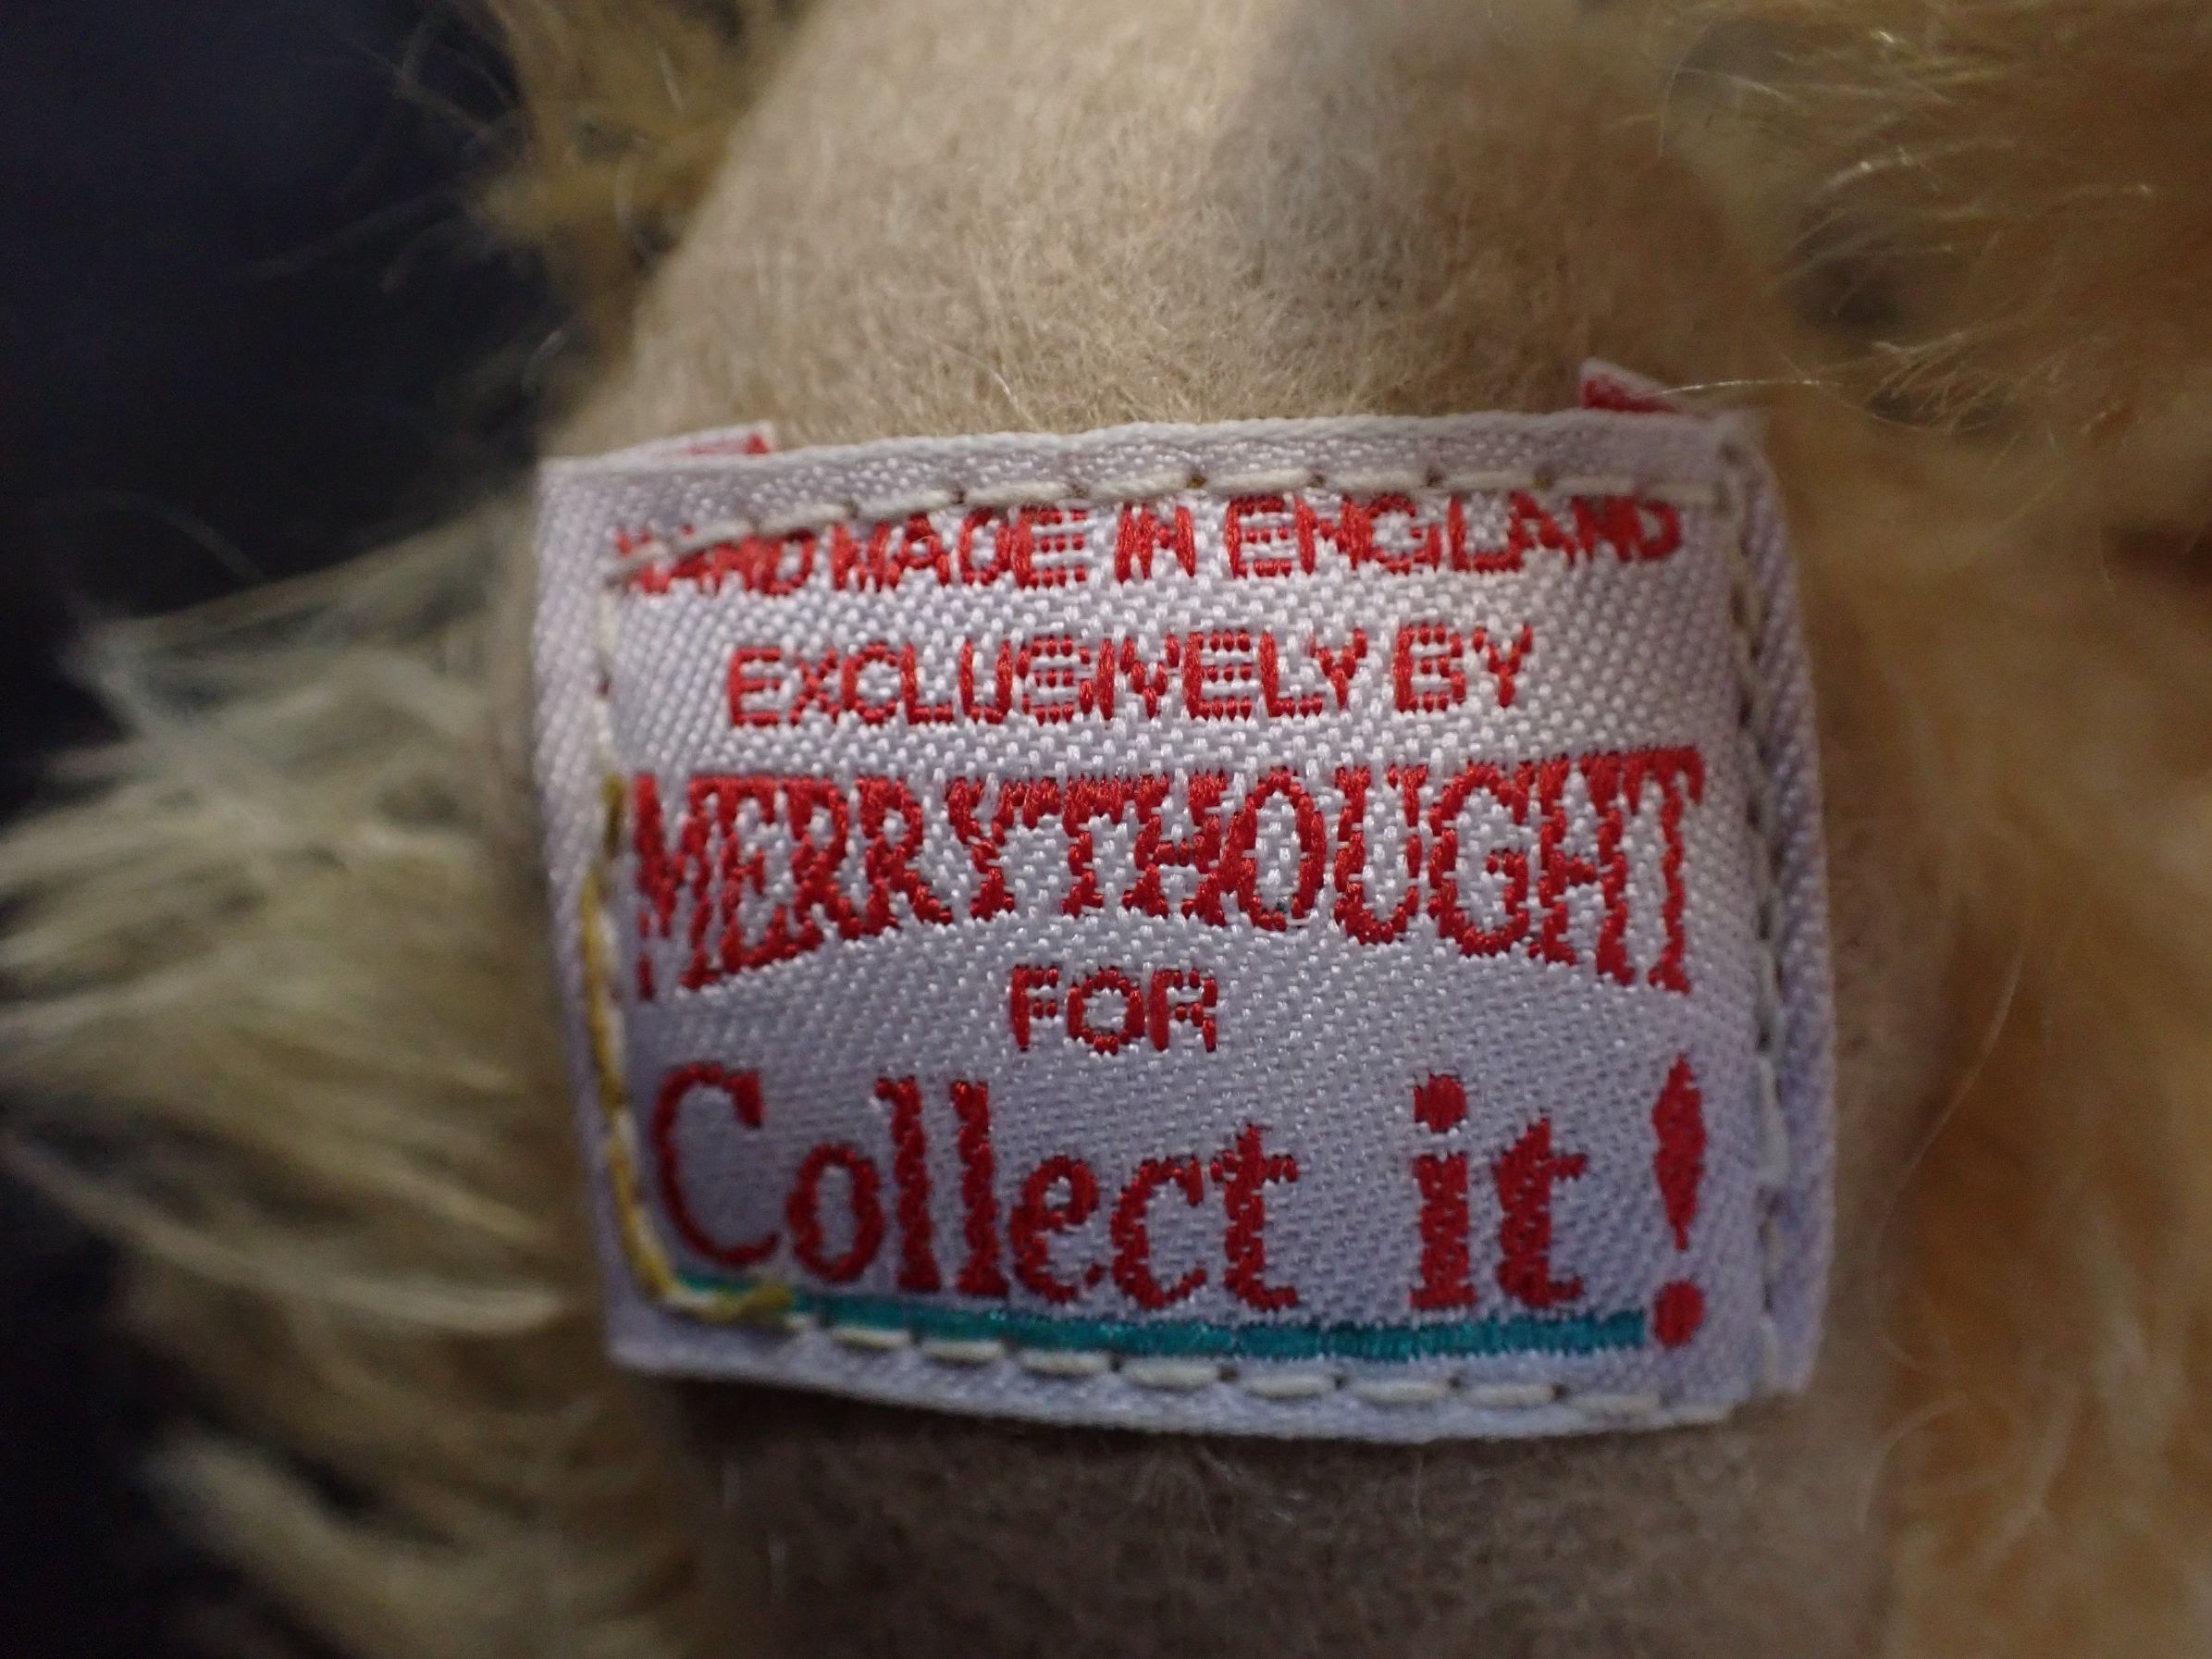 HAND MADE IN ENGLAND
EXCLUSIVELY BY
MERRYTHOUGHT
FOR
Collect it!